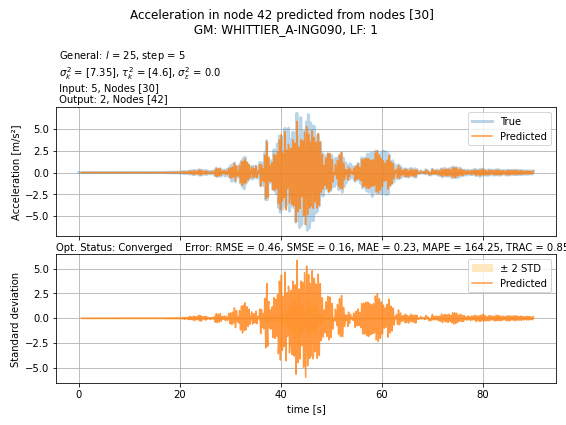 Acceleration in node 42 predicted from nodes [30]
GM: WHITTIER_A-ING090, LF: 1
General: l = 25, step = 5
σ²ₖ = [7.35], τ²ₖ = [4.6], σ²ε = 0.0
Input: 5, Nodes [30]
Output: 2, Nodes [42]
Acceleration [m/s²]
5.0
2.5
0.0
−2.5
−5.0
True
Predicted
Opt. Status: Converged Error: RMSE = 0.46, SMSE = 0.16, MAE = 0.23, MAPE = 164.25, TRAC = 0.85
Standard deviation
5.0
2.5
0.0
−2.5
−5.0
± 2 STD
Predicted
0 20 40 60 80
time [s]